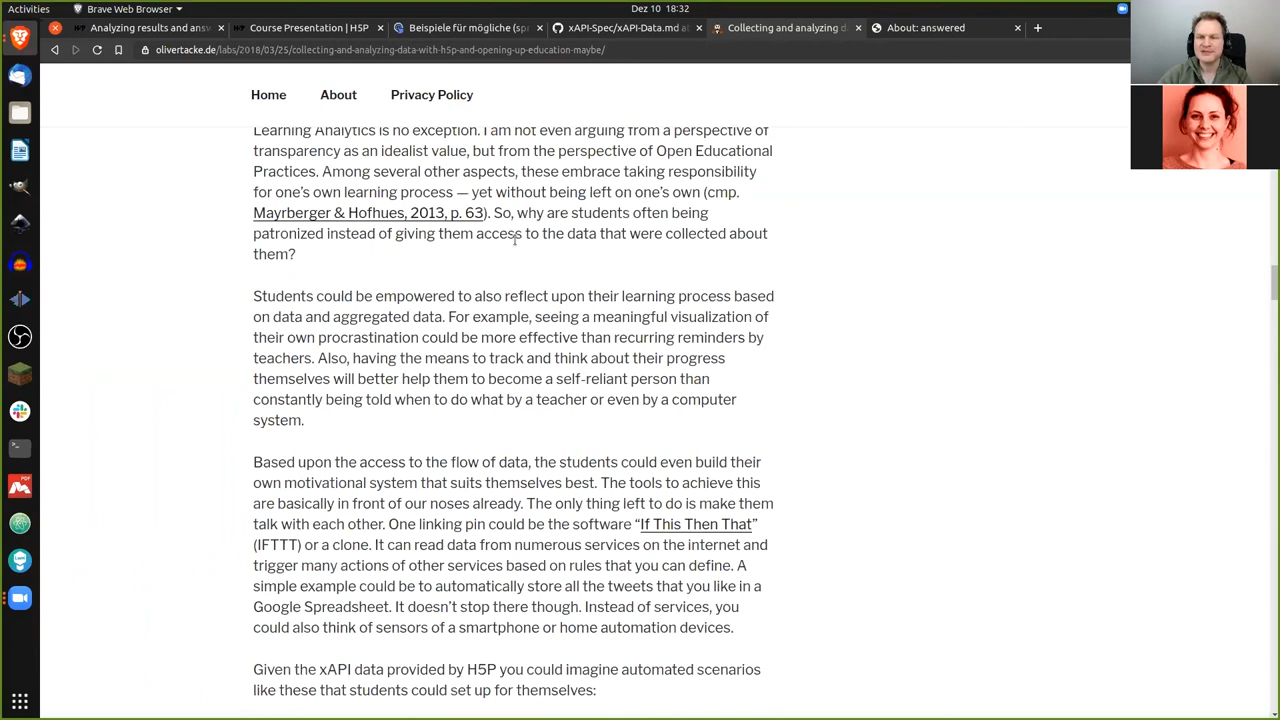 Activities
Brave Web Browser
Dez 10 18:32
Analyzing results and answ
Course Presentation | H5P
Beispiele für mögliche (spr
xAPI-Spec/xAPI-Data.md at
Collecting and analyzing da
About: answered
olivertacke.de/labs/2018/03/25/collecting-and-analyzing-data-with-h5p-and-opening-up-education-maybe/
Home About Privacy Policy
Learning Analytics is no exception. I am not even arguing from a perspective of
transparency as an idealist value, but from the perspective of Open Educational
Practices. Among several other aspects, these embrace taking responsibility
for one’s own learning process — yet without being left on one’s own (cmp.
Mayrberger & Hofhues, 2013, p. 63). So, why are students often being
patronized instead of giving them access to the data that were collected about
them?
Students could be empowered to also reflect upon their learning process based
on data and aggregated data. For example, seeing a meaningful visualization of
their own procrastination could be more effective than recurring reminders by
teachers. Also, having the means to track and think about their progress
themselves will better help them to become a self-reliant person than
constantly being told when to do what by a teacher or even by a computer
system.
Based upon the access to the flow of data, the students could even build their
own motivational system that suits themselves best. The tools to achieve this
are basically in front of our noses already. The only thing left to do is make them
talk with each other. One linking pin could be the software “If This Then That”
(IFTTT) or a clone. It can read data from numerous services on the internet and
trigger many actions of other services based on rules that you can define. A
simple example could be to automatically store all the tweets that you like in a
Google Spreadsheet. It doesn’t stop there though. Instead of services, you
could also think of sensors of a smartphone or home automation devices.
Given the xAPI data provided by H5P you could imagine automated scenarios
like these that students could set up for themselves: